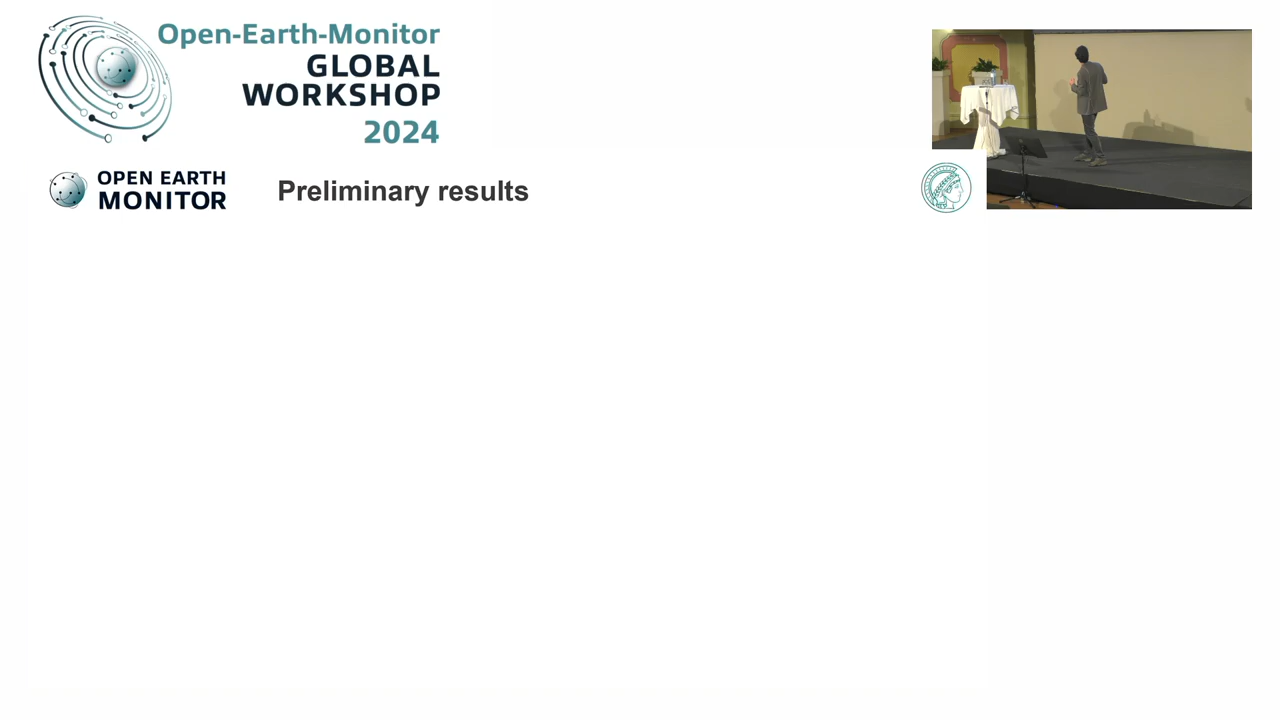 Open-Earth-Monitor
GLOBAL
WORKSHOP
2024
OPEN EARTH
MONITOR
Preliminary results